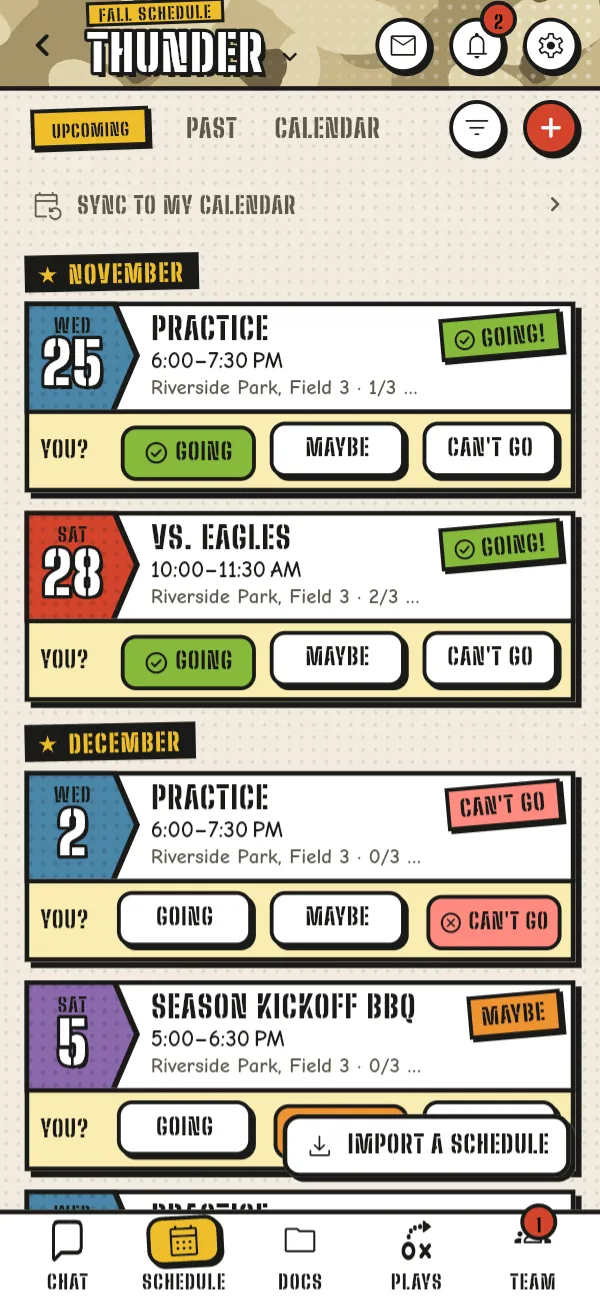 FALL SCHEDULE
THUNDER
2
UPCOMING
PAST
CALENDAR
SYNC TO MY CALENDAR
★ NOVEMBER
WED
25
PRACTICE
6:00–7:30 PM
Riverside Park, Field 3 · 1/3 ...
GOING!
YOU?
GOING
MAYBE
CAN'T GO
SAT
28
VS. EAGLES
10:00–11:30 AM
Riverside Park, Field 3 · 2/3 ...
GOING!
YOU?
GOING
MAYBE
CAN'T GO
★ DECEMBER
WED
2
PRACTICE
6:00–7:30 PM
Riverside Park, Field 3 · 0/3 ...
CAN'T GO
YOU?
GOING
MAYBE
CAN'T GO
SAT
5
SEASON KICKOFF BBQ
5:00–6:30 PM
Riverside Park, Field 3 · 0/3 ...
MAYBE
YOU?
GOING
IMPORT A SCHEDULE
WED
PRACTICE
1
CHAT
SCHEDULE
DOCS
PLAYS
TEAM